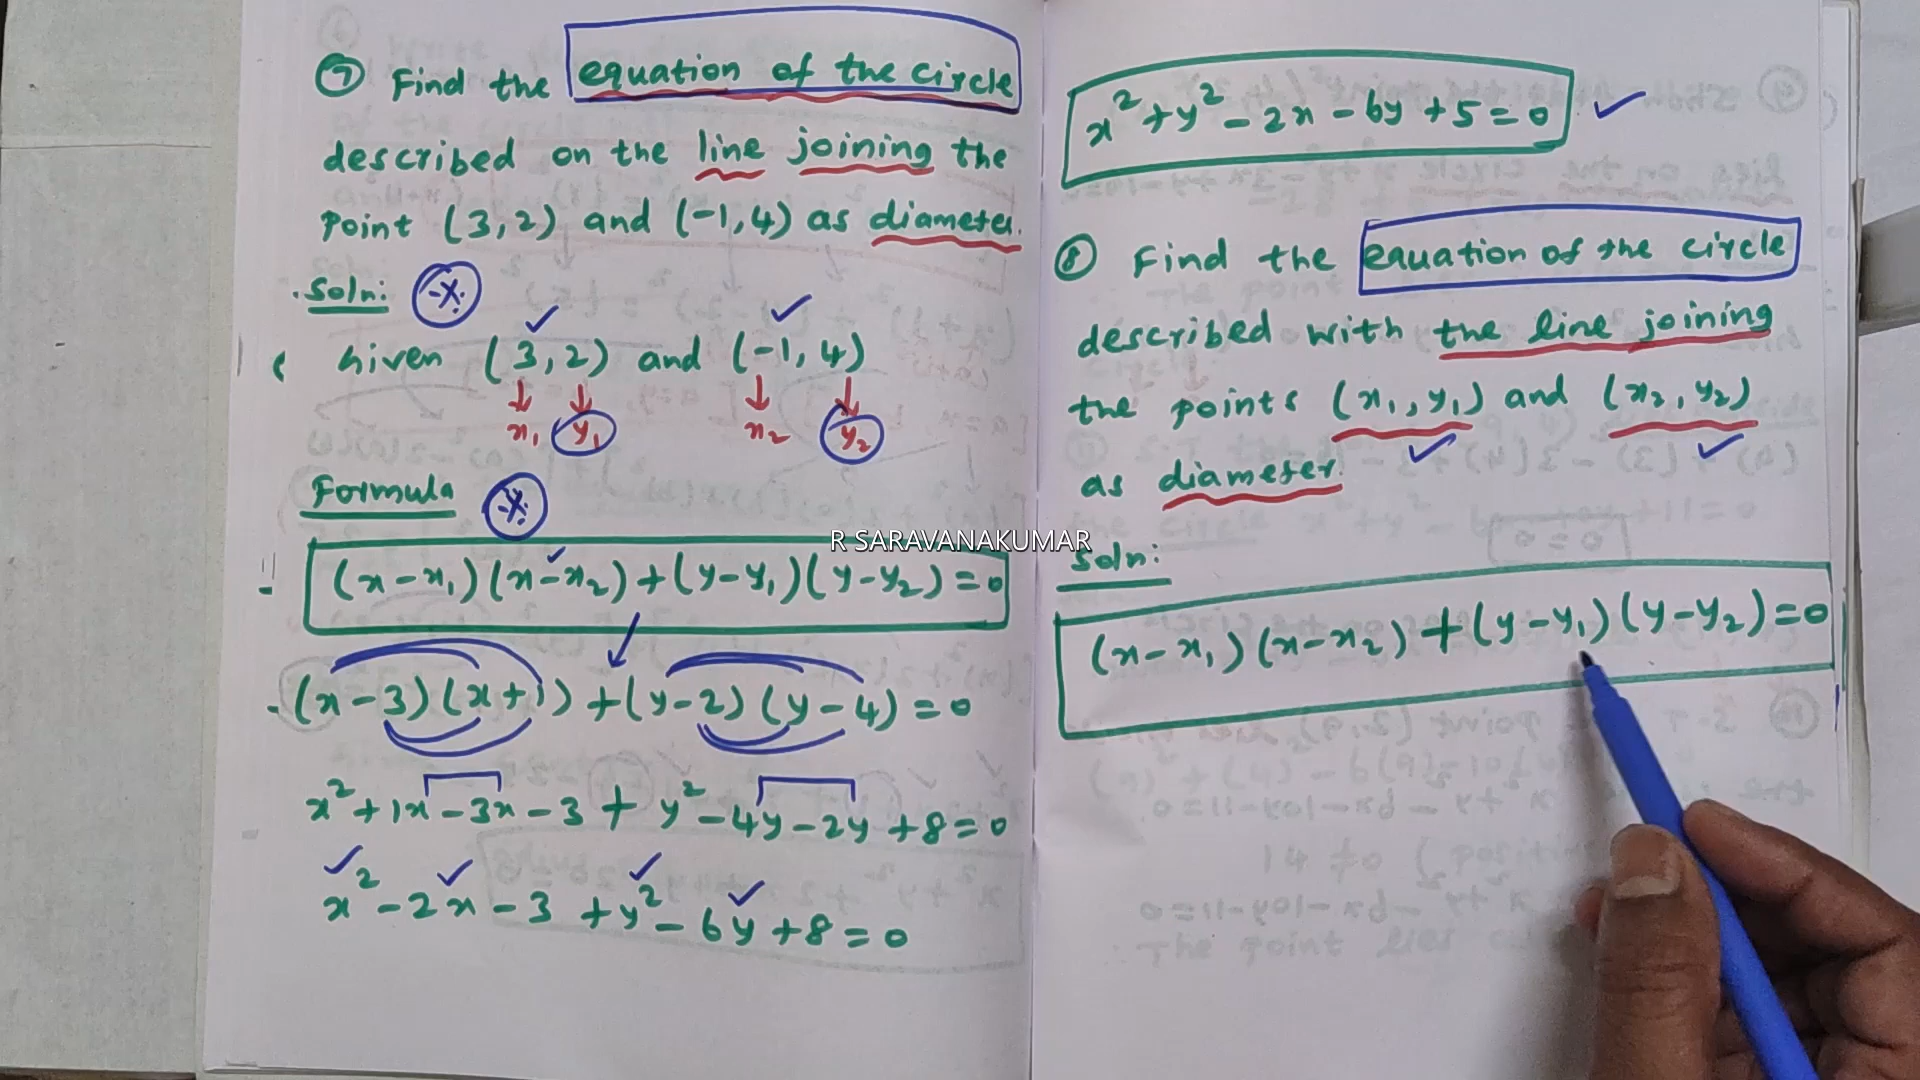 ⑦ Find the equation of the circle
described on the line joining the
point (3,2) and (-1,4) as diameter.
Soln:
Given (3,2) and (-1,4)
↓ ↓ ↓ ↓
x₁ y₁ x₂ y₂
Formula
(x-x₁)(x-x₂)+(y-y₁)(y-y₂)=0
(x-3)(x+1)+(y-2)(y-4)=0
x²+1x-3x-3+y²-4y-2y+8=0
x²-2x-3+y²-6y+8=0
x²+y²-2x-6y+5=0
⑧ Find the equation of the circle
described with the line joining
the points (x₁,y₁) and (x₂,y₂)
as diameter.
R SARAVANAKUMAR
Soln:
(x-x₁)(x-x₂)+(y-y₁)(y-y₂)=0